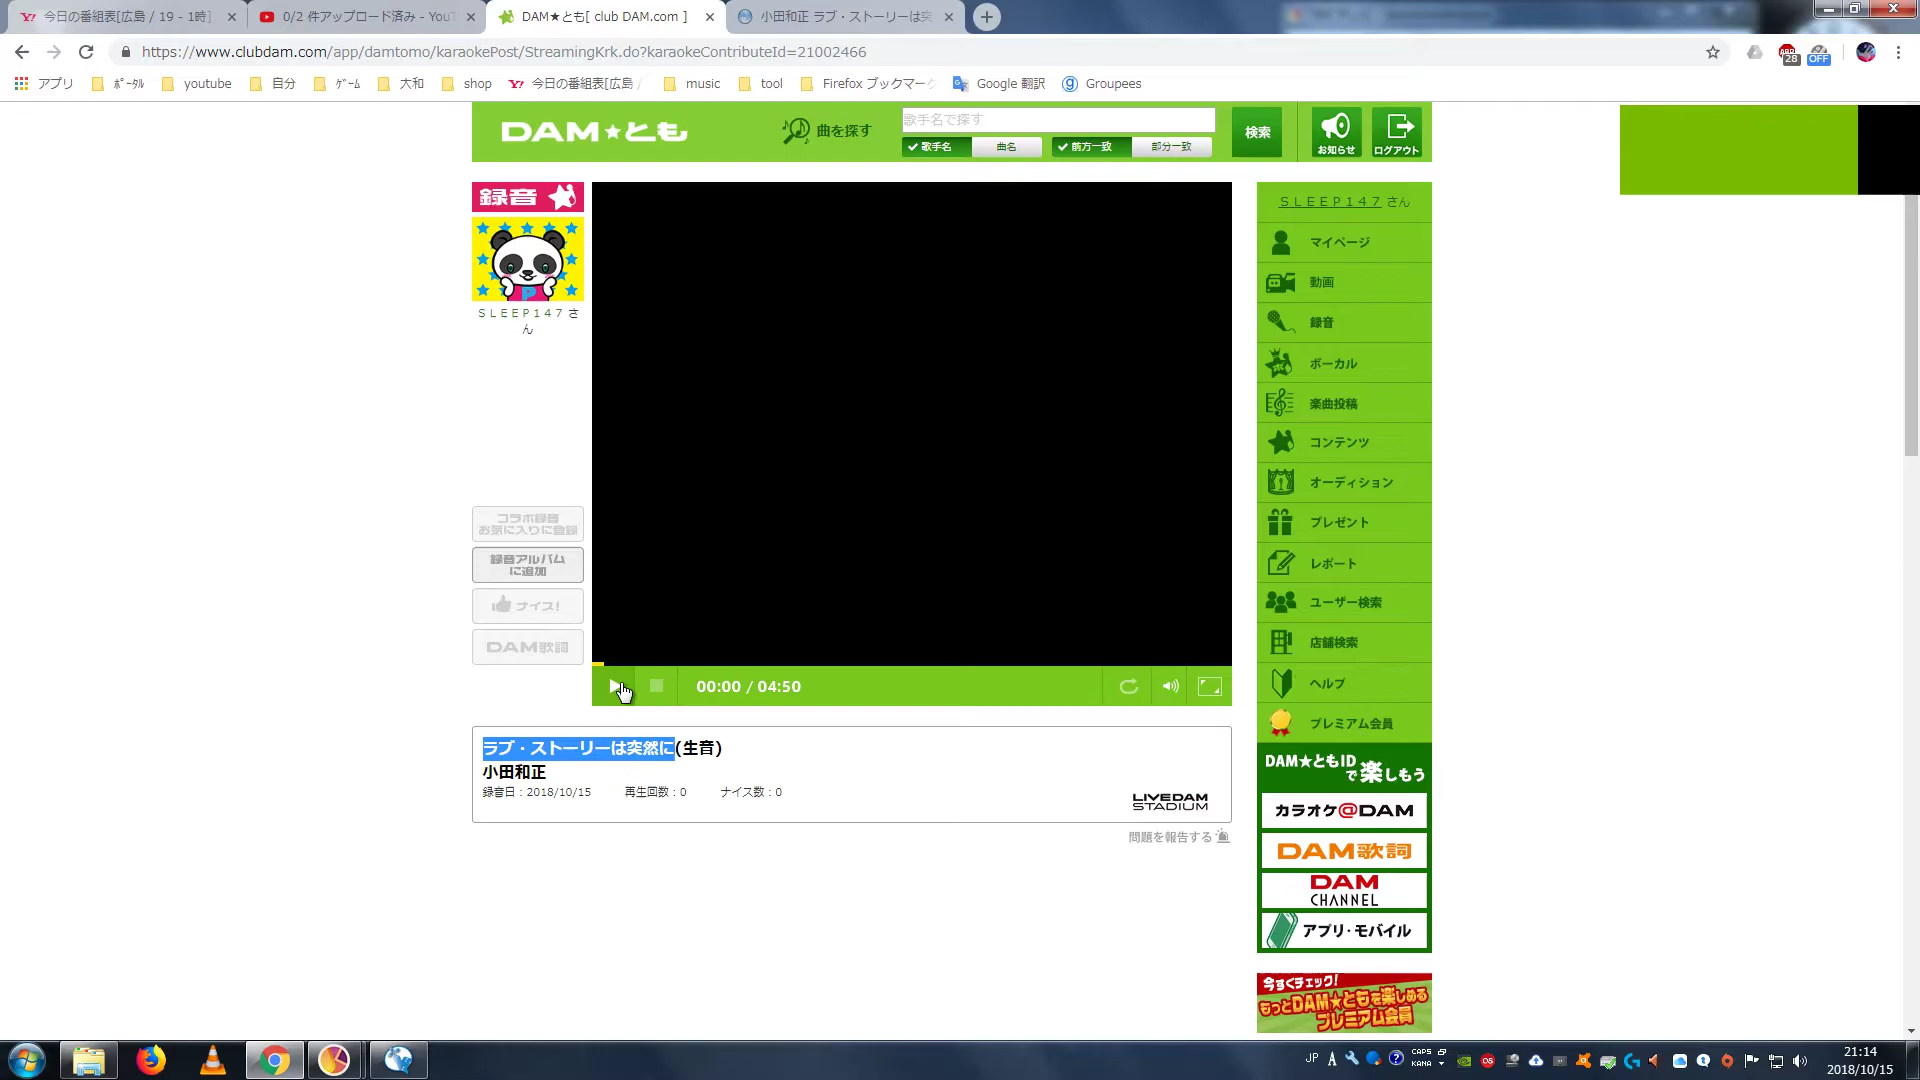 今日の番組表[広島 / 19 - 1時]
0/2 件アップロード済み - YouT
DAM★とも[ club DAM.com ]
小田和正 ラブ・ストーリーは突
https://www.clubdam.com/app/damtomo/karaokePost/StreamingKrk.do?karaokeContributeId=21002466
ABP
28
OFF
アプリ
ﾎﾟｰﾀﾙ
youtube
自分
ｹﾞｰﾑ
大和
shop
今日の番組表[広島 /
music
tool
Firefox ブックマーク
Google 翻訳
Groupees
DAM★とも
曲を探す
歌手名で探す
歌手名
曲名
前方一致
部分一致
検索
お知らせ
ログアウト
録音
ＳＬＥＥＰ１４７ さ
ん
コラボ録音
お気に入りに登録
録音アルバム
に追加
ナイス!
DAM歌詞
00:00 / 04:50
ラブ・ストーリーは突然に(生音)
小田和正
録音日：2018/10/15
再生回数：0
ナイス数：0
LIVEDAM
STADIUM
問題を報告する
ＳＬＥＥＰ１４７ さん
マイページ
動画
録音
ボーカル
楽曲投稿
コンテンツ
オーディション
プレゼント
レポート
ユーザー検索
店舗検索
ヘルプ
プレミアム会員
DAM★ともID
で楽しもう
カラオケ@DAM
DAM歌詞
DAM
CHANNEL
アプリ・モバイル
今すぐチェック!
もっとDAM★ともを楽しめる
プレミアム会員
JP
A
CAPS
KANA
21:14
2018/10/15